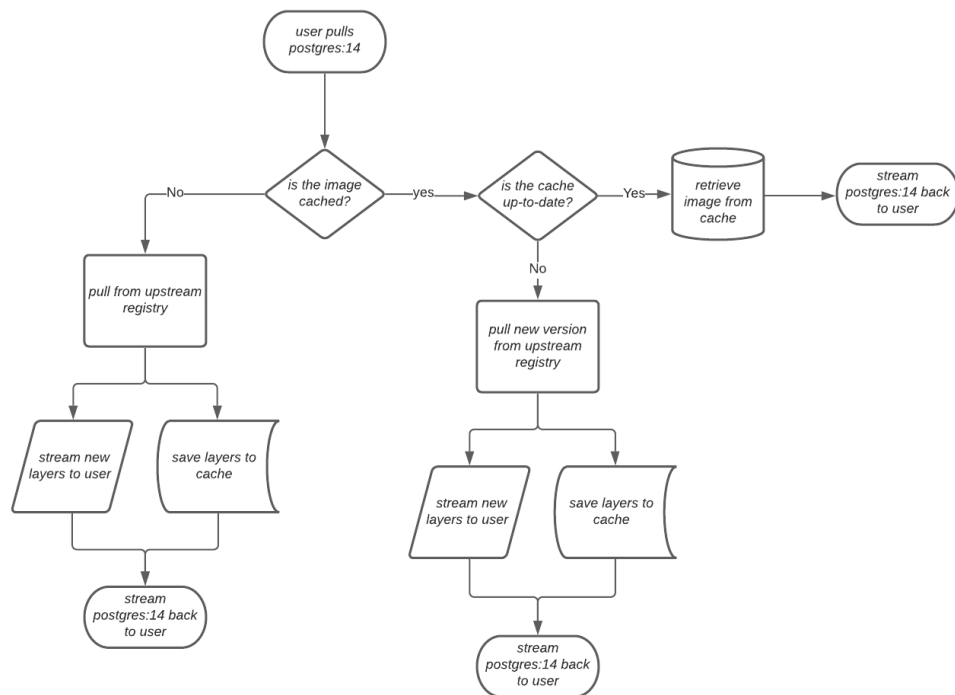 user pulls
postgres:14
is the image
cached?
No
yes
is the cache
up-to-date?
Yes
retrieve
image from
cache
stream
postgres:14 back
to user
No
pull from upstream
registry
pull new version
from upstream
registry
stream new
layers to user
save layers to
cache
stream new
layers to user
save layers to
cache
stream
postgres:14 back
to user
stream
postgres:14 back
to user